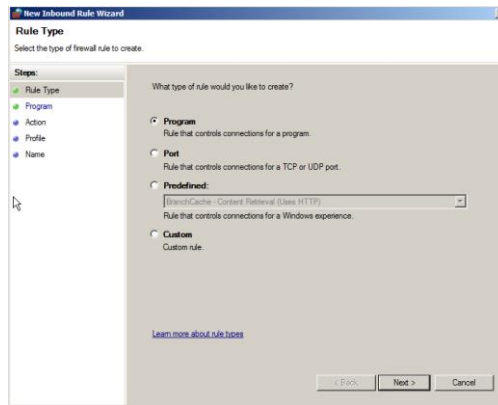 New Inbound Rule Wizard
Rule Type
Select the type of firewall rule to create.
Steps:
Rule Type
Program
Action
Profile
Name
What type of rule would you like to create?
Program
Rule that controls connections for a program.
Port
Rule that controls connections for a TCP or UDP port.
Predefined:
BranchCache - Content Retrieval (Uses HTTP)
Rule that controls connections for a Windows experience.
Custom
Custom rule.
Learn more about rule types
< Back
Next >
Cancel